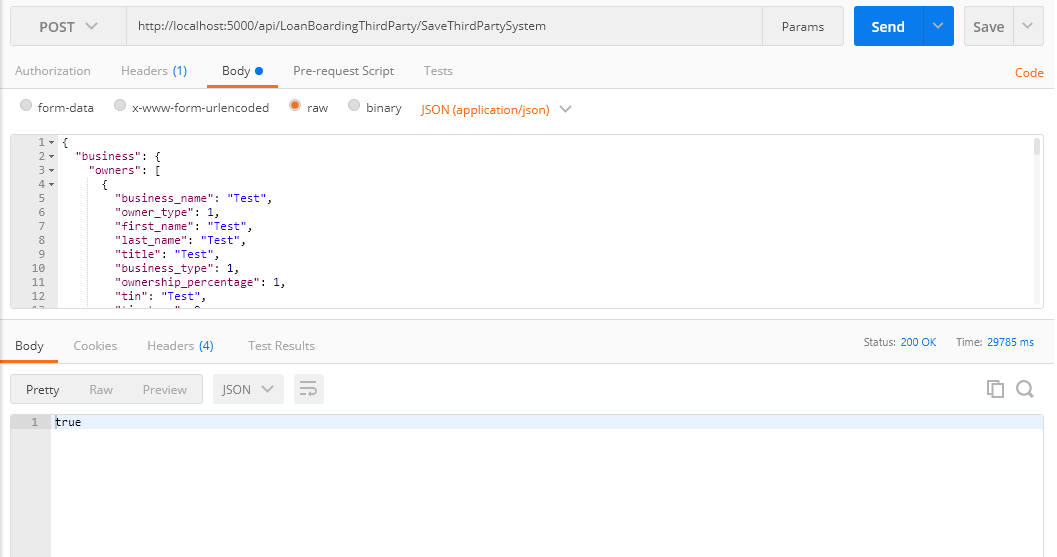 POST http://localhost:5000/api/LoanBoardingThirdParty/SaveThirdPartySystem Params Send Save
Authorization Headers (1) Body Pre-request Script Tests Code
form-data x-www-form-urlencoded raw binary JSON (application/json)
1 {
2 "business": {
3 "owners": [
4 {
5 "business_name": "Test",
6 "owner_type": 1,
7 "first_name": "Test",
8 "last_name": "Test",
9 "title": "Test",
10 "business_type": 1,
11 "ownership_percentage": 1,
12 "tin": "Test",
Body Cookies Headers (4) Test Results Status: 200 OK Time: 29785 ms
Pretty Raw Preview JSON
1 true